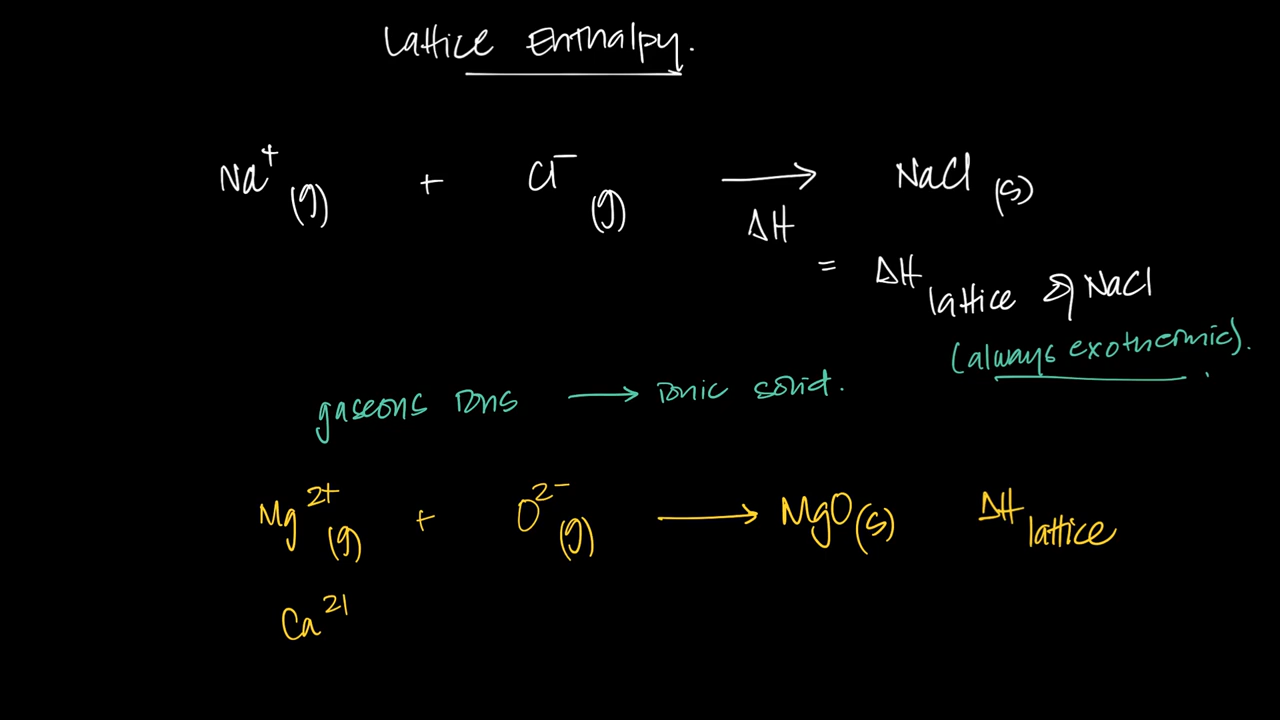 Lattice Enthalpy.
Na⁺(g) + Cl⁻(g) → NaCl(s)
ΔH
= ΔH lattice of NaCl
(always exothermic).
gaseous ions → ionic solid.
Mg²⁺(g) + O²⁻(g) → MgO(s) ΔH lattice
Ca²⁺